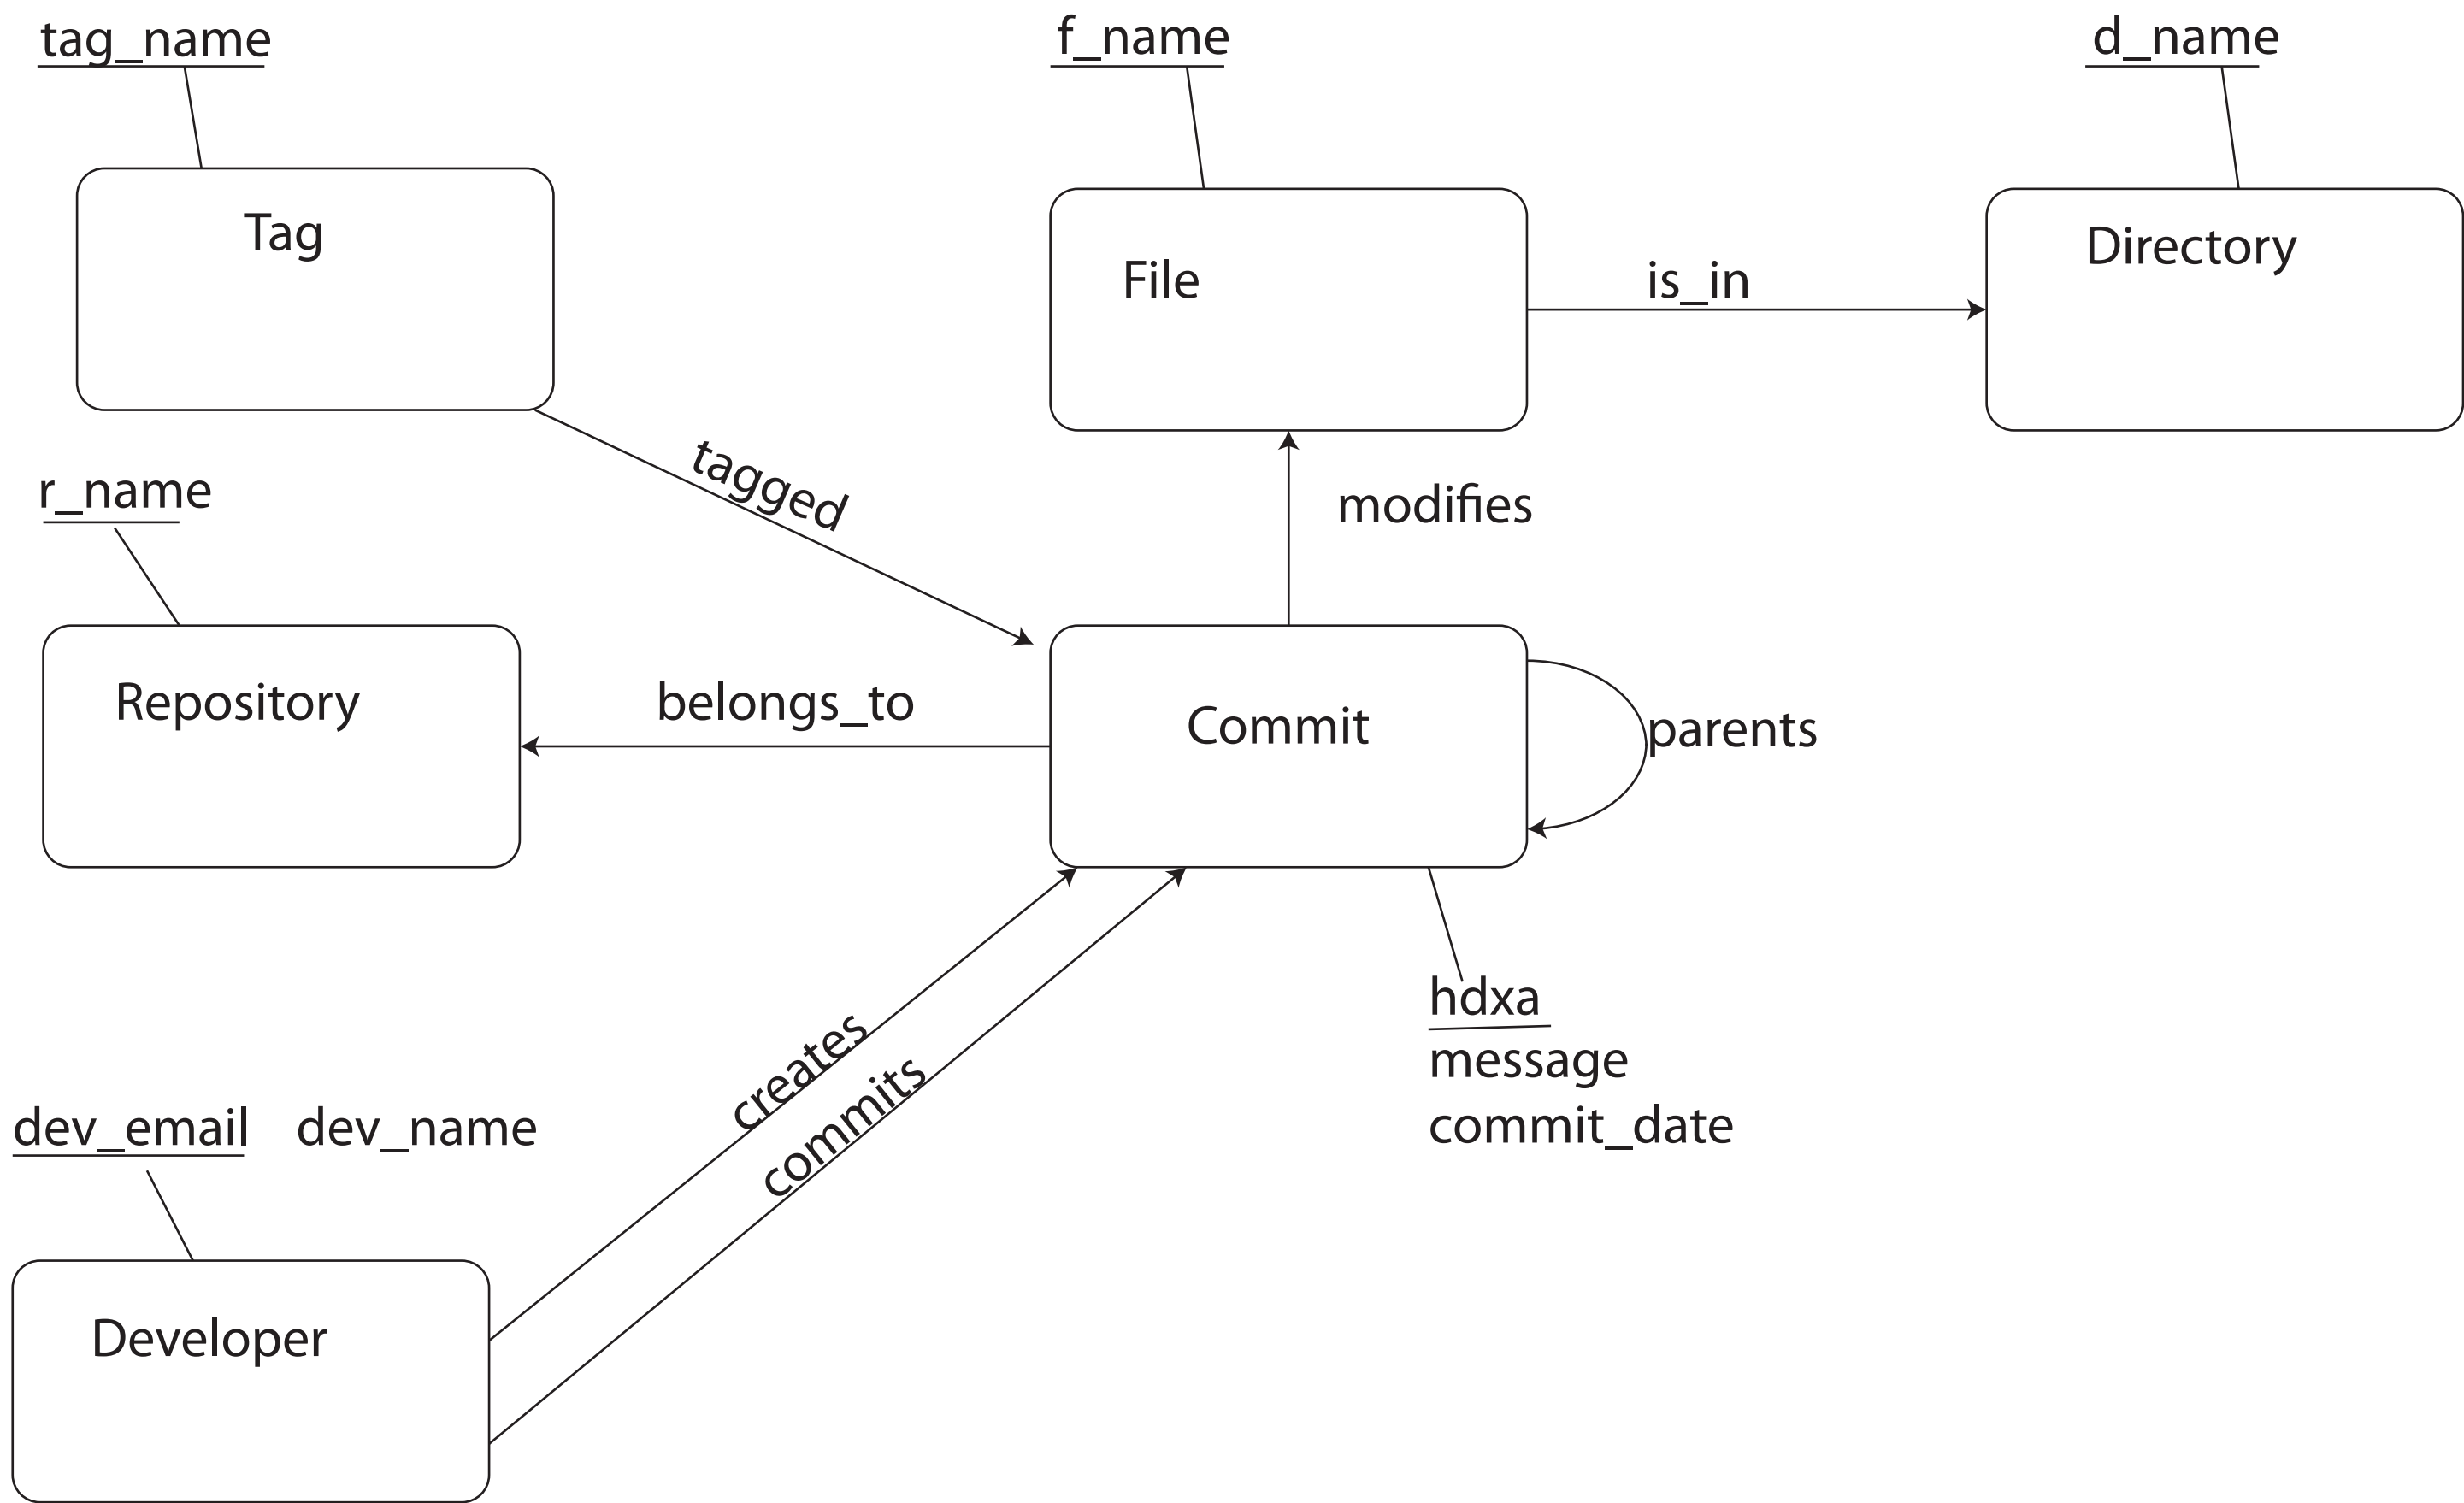 tag_name
f_name
d_name
Tag
File
is_in
Directory
tagged
r_name
modifies
Repository
belongs_to
Commit
parents
creates
commits
hdxa
message
commit_date
dev_email dev_name
Developer